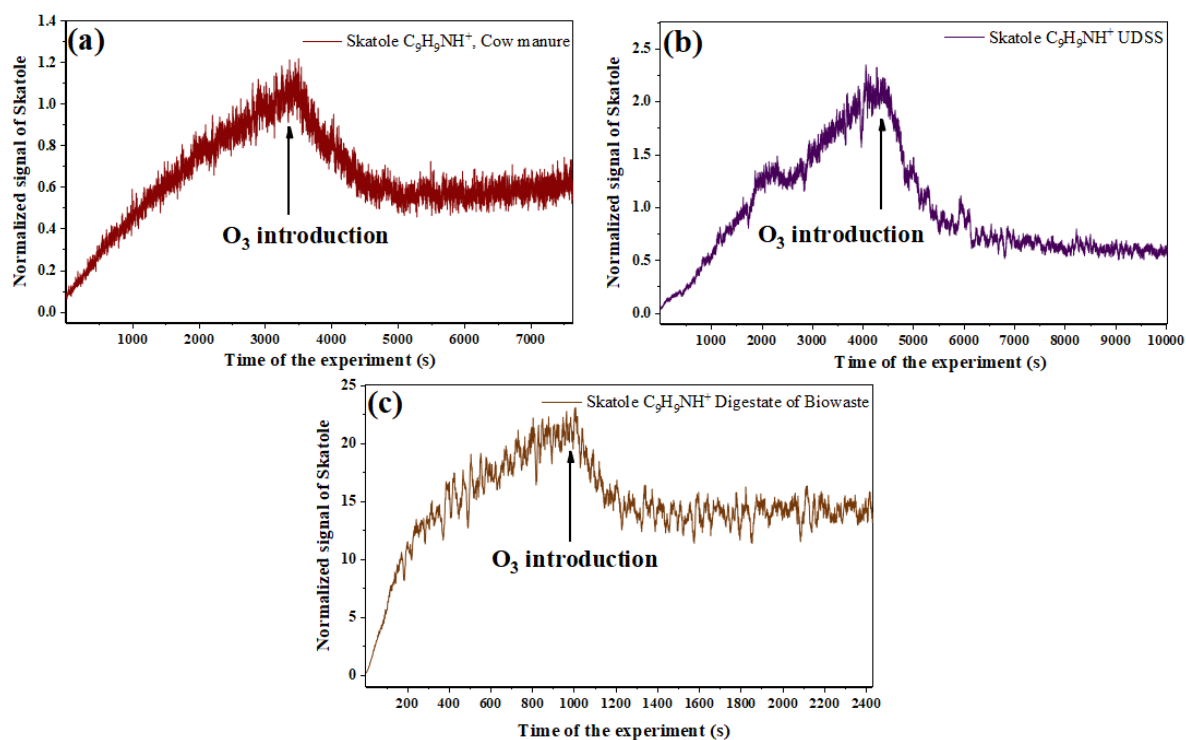 (a)
Skatole C₉H₉NH⁺, Cow manure
Normalized signal of Skatole
1.4
1.2
1.0
0.8
0.6
0.4
0.2
0.0
O₃ introduction
1000 2000 3000 4000 5000 6000 7000
Time of the experiment (s)
(b)
Skatole C₉H₉NH⁺ UDSS
Normalized signal of Skatole
2.5
2.0
1.5
1.0
0.5
0.0
O₃ introduction
1000 2000 3000 4000 5000 6000 7000 8000 9000 10000
Time of the experiment (s)
(c)
Skatole C₉H₉NH⁺ Digestate of Biowaste
Normalized signal of Skatole
25
20
15
10
5
0
O₃ introduction
200 400 600 800 1000 1200 1400 1600 1800 2000 2200 2400
Time of the experiment (s)